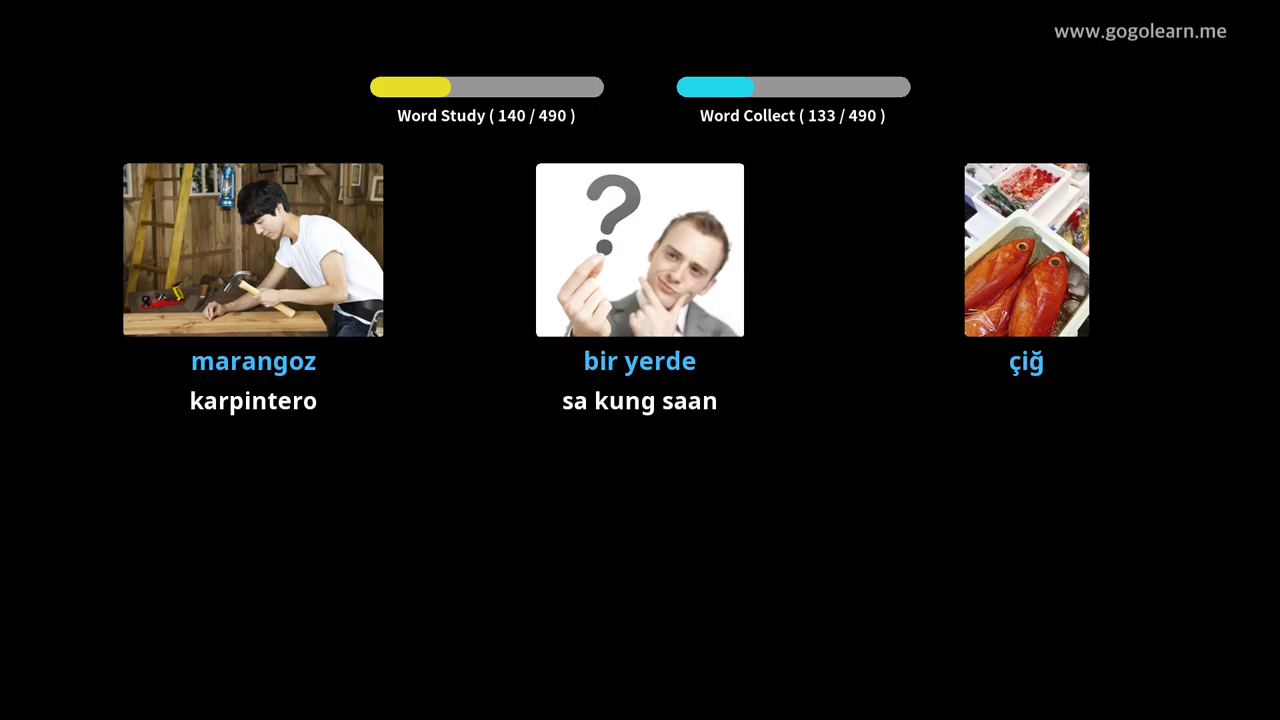 www.gogolearn.me
Word Study ( 140 / 490 )
Word Collect ( 133 / 490 )
marangoz
bir yerde
çiğ
karpintero
sa kung saan